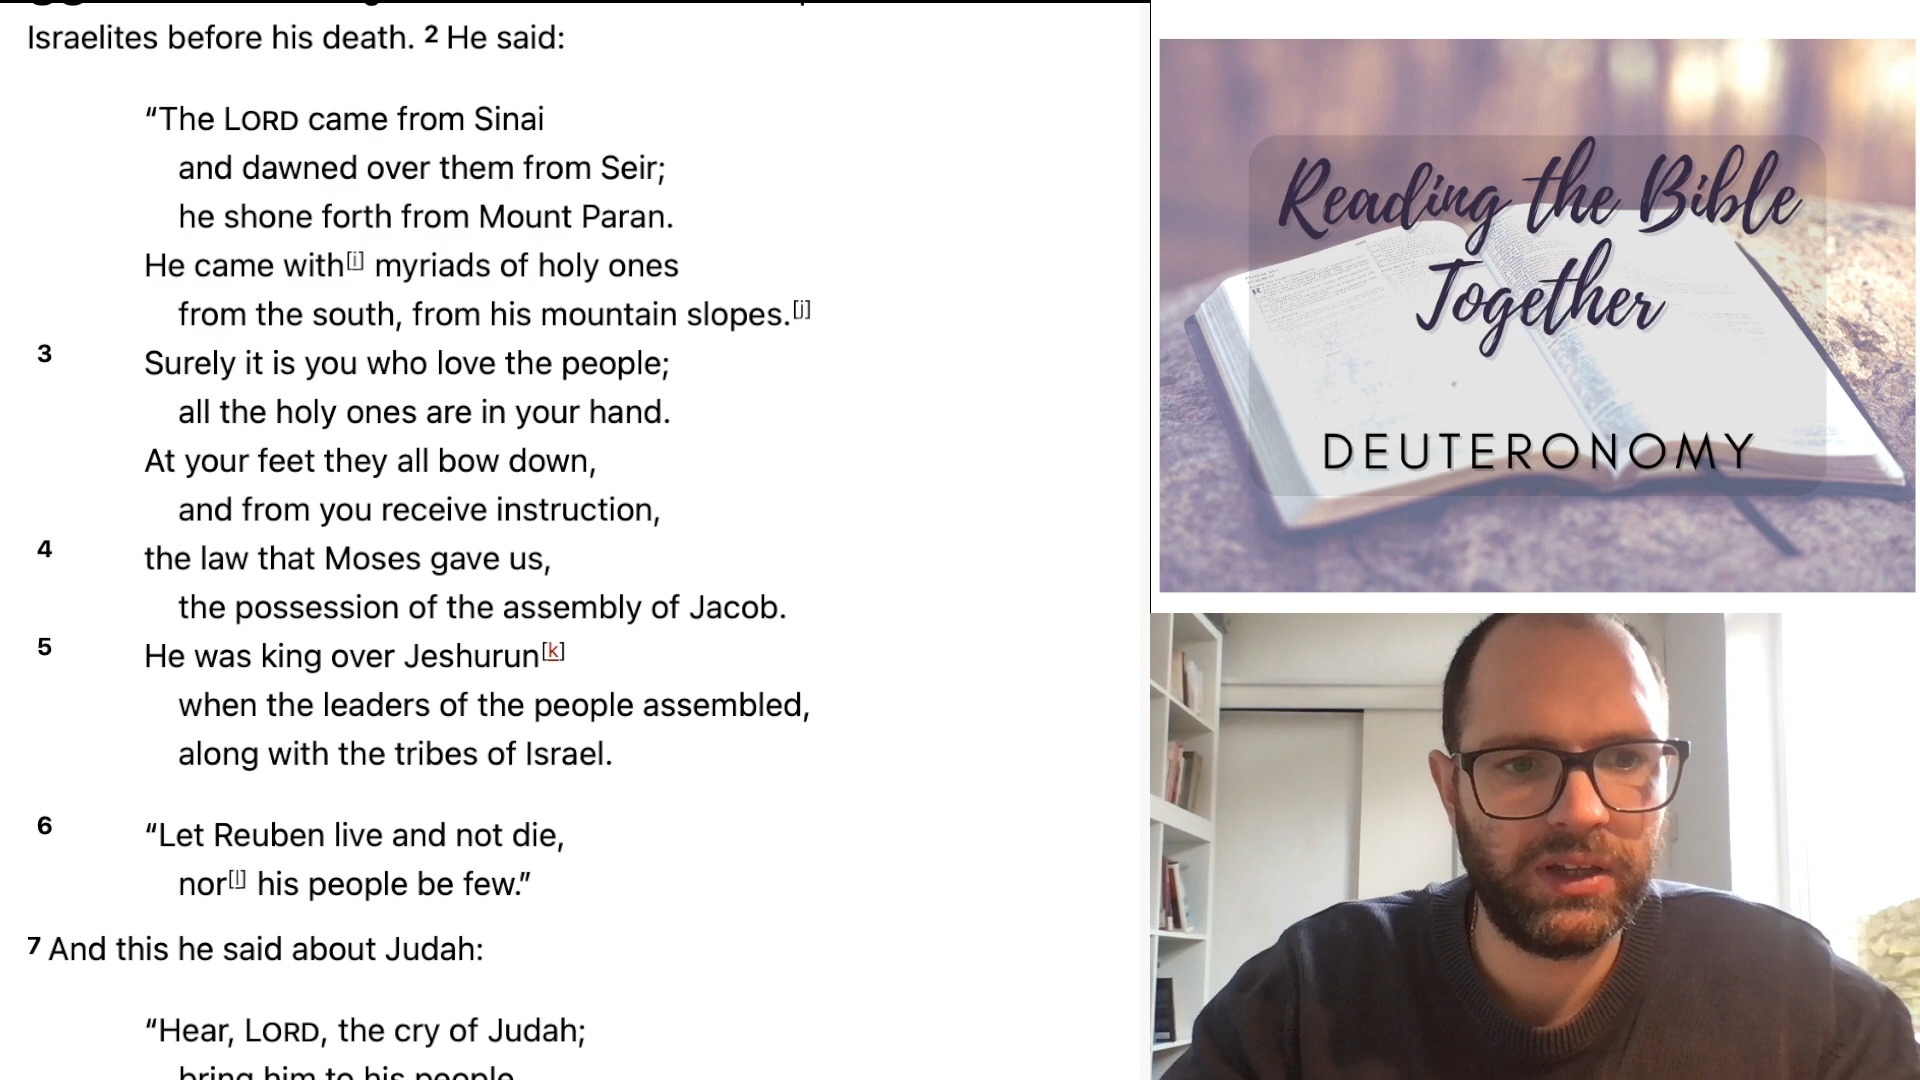 Israelites before his death. 2 He said:
“The LORD came from Sinai
and dawned over them from Seir;
he shone forth from Mount Paran.
He came with[i] myriads of holy ones
from the south, from his mountain slopes.[j]
3 Surely it is you who love the people;
all the holy ones are in your hand.
At your feet they all bow down,
and from you receive instruction,
4 the law that Moses gave us,
the possession of the assembly of Jacob.
5 He was king over Jeshurun[k]
when the leaders of the people assembled,
along with the tribes of Israel.
6 “Let Reuben live and not die,
nor[l] his people be few.”
7 And this he said about Judah:
“Hear, LORD, the cry of Judah;
bring him to his people.
Reading the Bible
Together
DEUTERONOMY